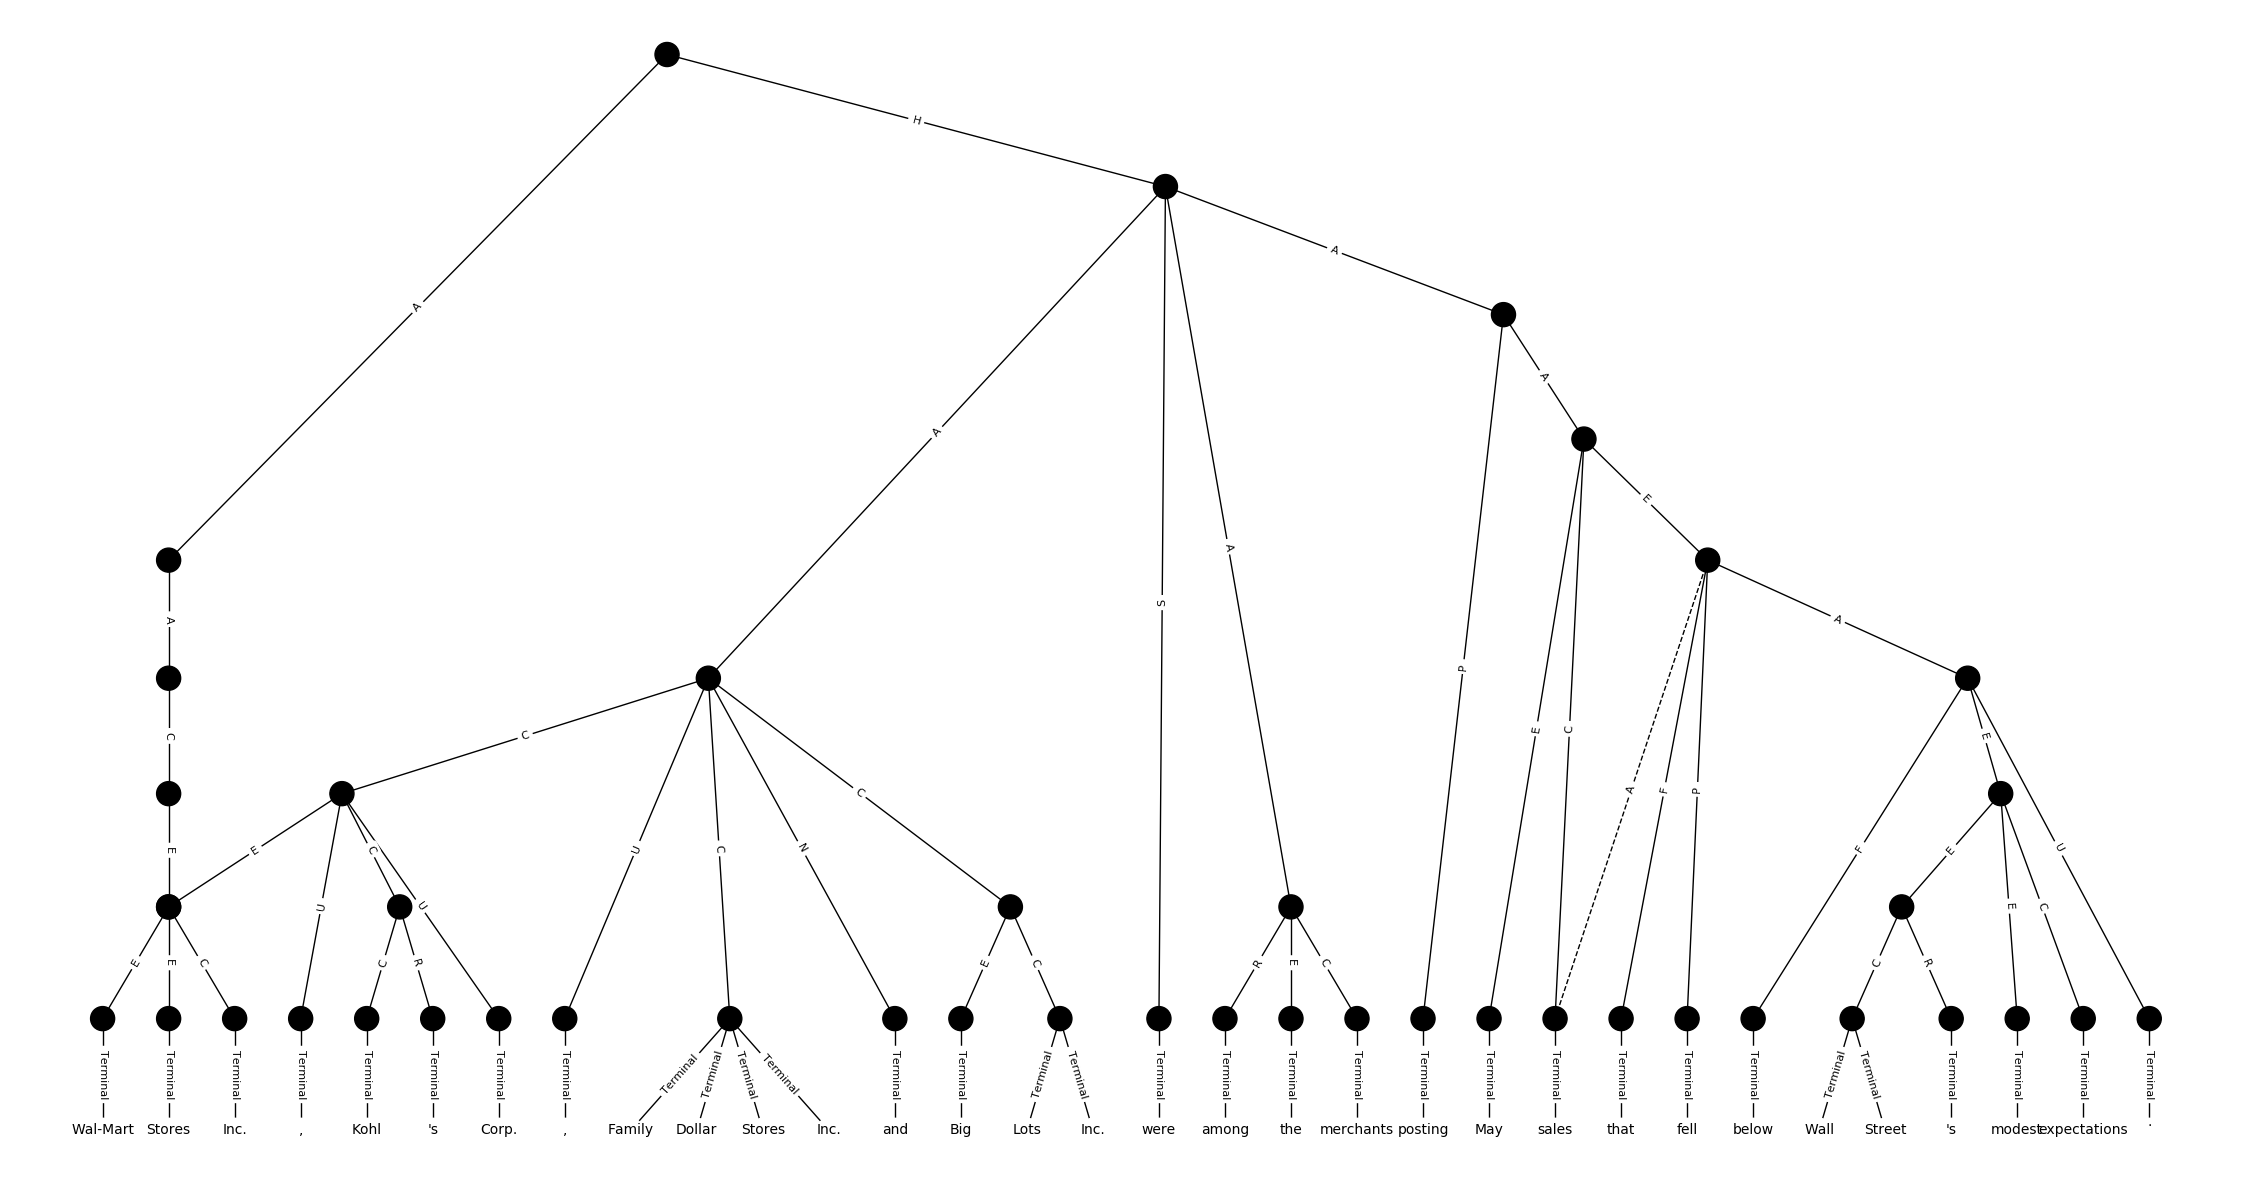 H
A
A
A
A
E
S
A
A
A
P
C
C
E
C
A
F
P
E
E
U
C
N
C
F
E
U
E
U
C
U
E
C
E
E
C
C
R
E
C
R
E
C
C
R
Terminal Terminal Terminal Terminal Terminal Terminal Terminal Terminal Terminal Terminal Terminal Terminal Terminal Terminal Terminal Terminal Terminal Terminal Terminal Terminal Terminal Terminal Terminal Terminal Terminal Terminal Terminal Terminal Terminal Terminal Terminal Terminal
Wal-Mart Stores Inc. , Kohl 's Corp. , Family Dollar Stores Inc. and Big Lots Inc. were among the merchants posting May sales that fell below Wall Street 's modest expectations .